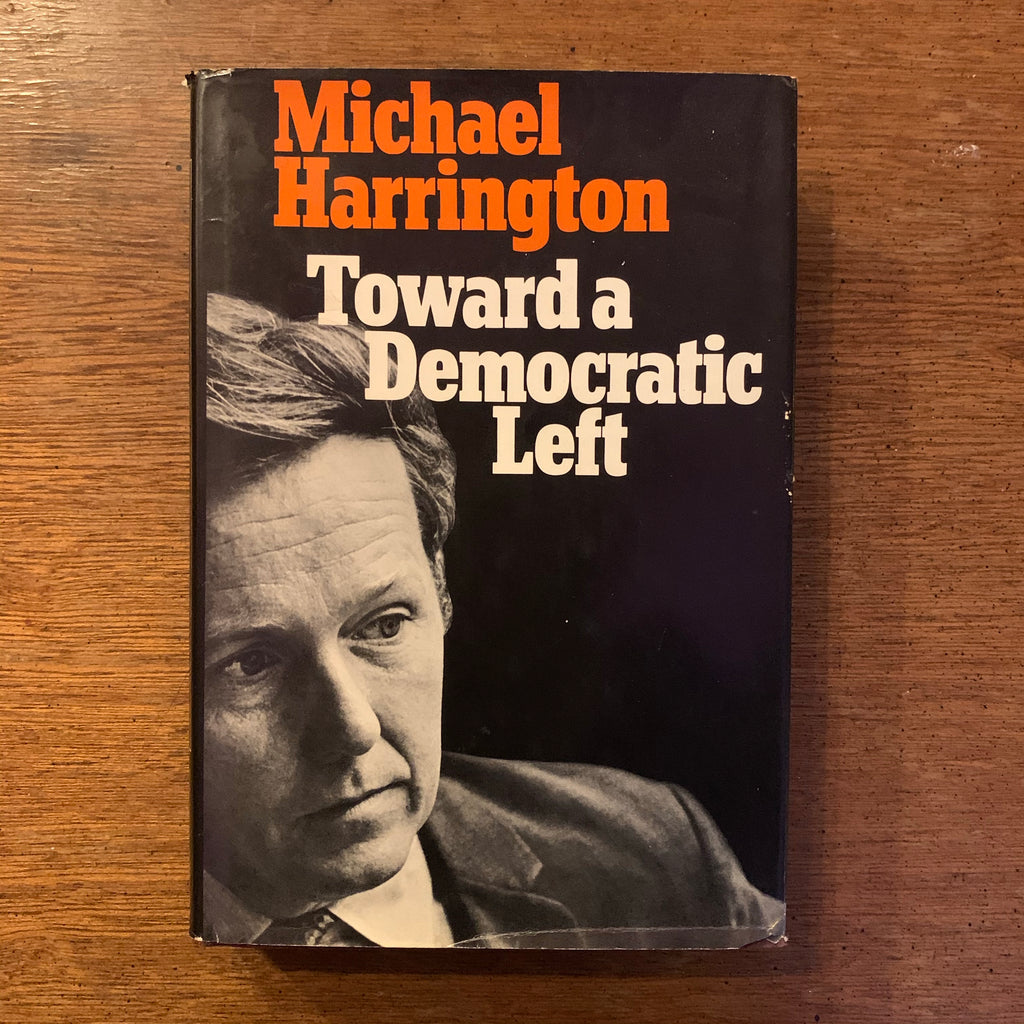 Michael
Harrington
Toward a
Democratic
Left